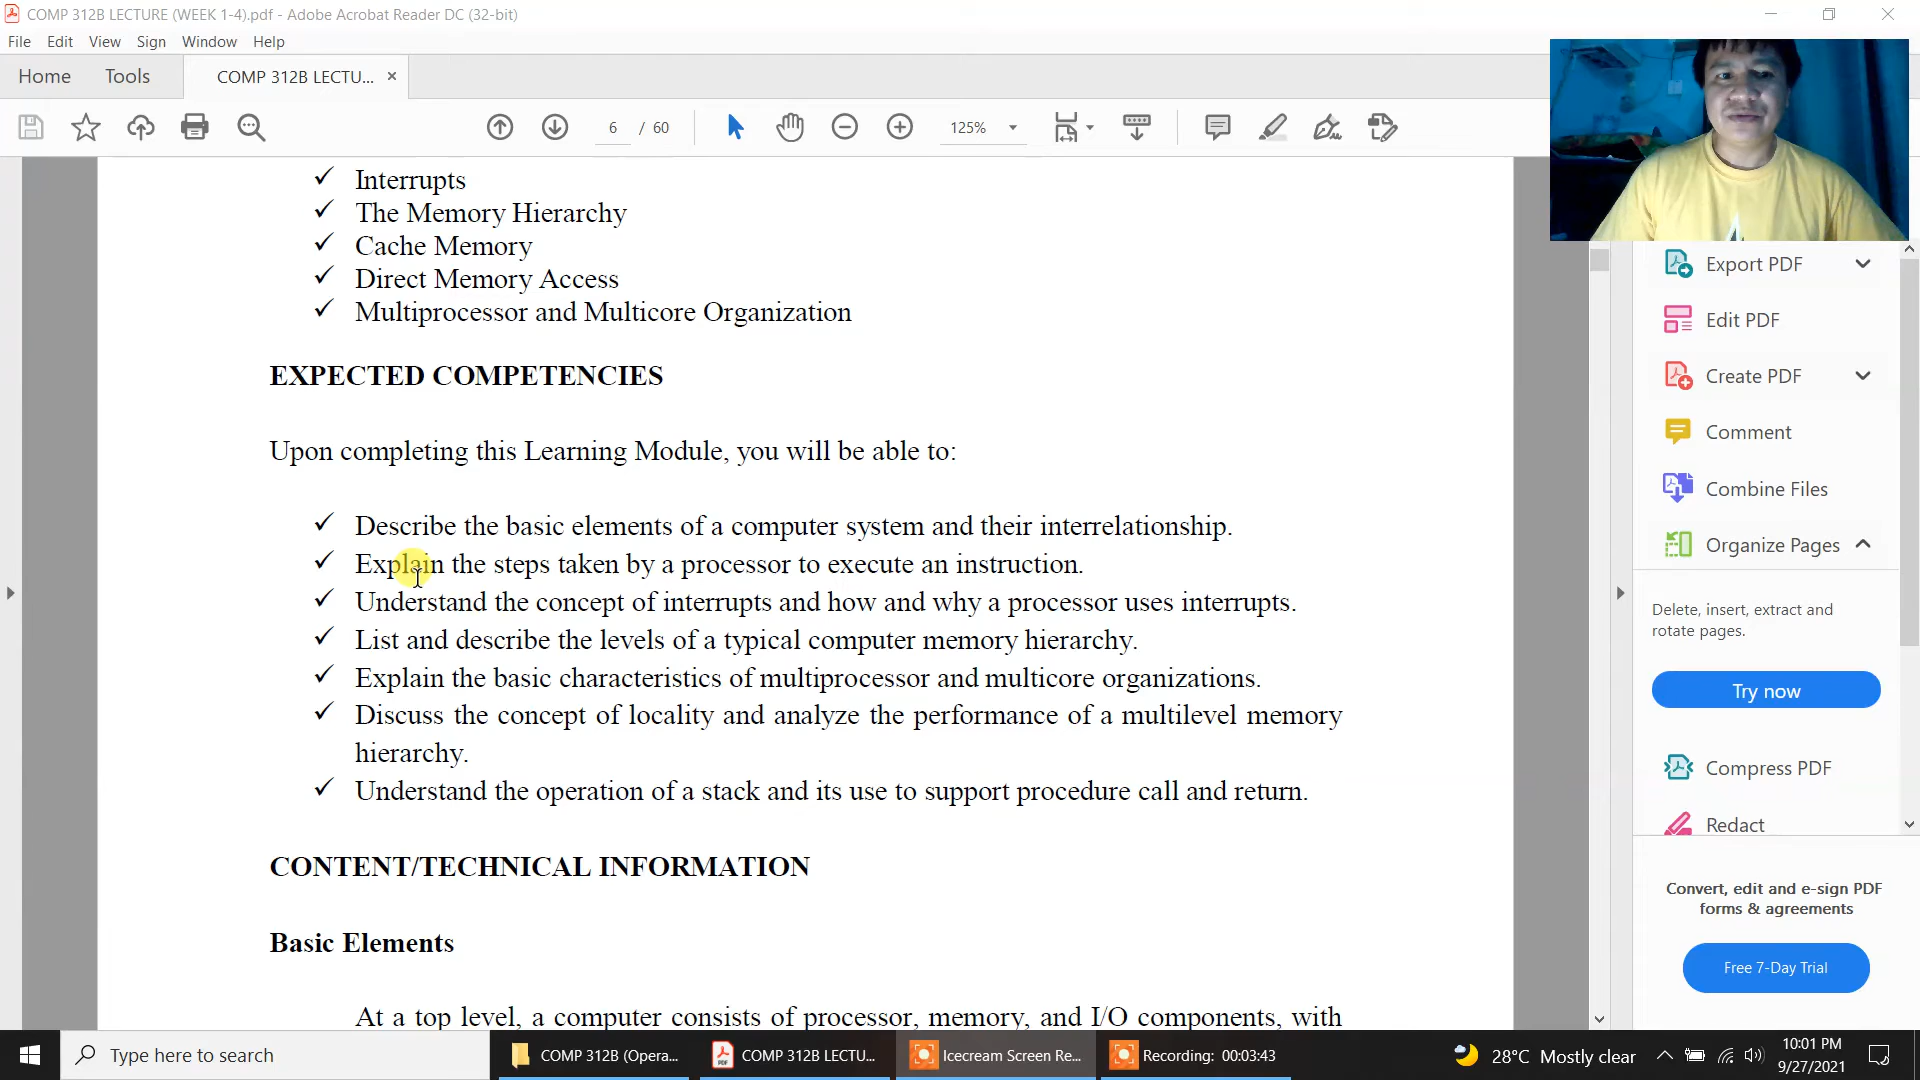 COMP 312B LECTURE (WEEK 1-4).pdf - Adobe Acrobat Reader DC (32-bit)
File Edit View Sign Window Help
Home Tools COMP 312B LECTU... ×
6 / 60 125%
✓ Interrupts
✓ The Memory Hierarchy
✓ Cache Memory
✓ Direct Memory Access
✓ Multiprocessor and Multicore Organization
EXPECTED COMPETENCIES
Upon completing this Learning Module, you will be able to:
✓ Describe the basic elements of a computer system and their interrelationship.
✓ Explain the steps taken by a processor to execute an instruction.
✓ Understand the concept of interrupts and how and why a processor uses interrupts.
✓ List and describe the levels of a typical computer memory hierarchy.
✓ Explain the basic characteristics of multiprocessor and multicore organizations.
✓ Discuss the concept of locality and analyze the performance of a multilevel memory
hierarchy.
✓ Understand the operation of a stack and its use to support procedure call and return.
CONTENT/TECHNICAL INFORMATION
Basic Elements
At a top level, a computer consists of processor, memory, and I/O components, with
Export PDF
Edit PDF
Create PDF
Comment
Combine Files
Organize Pages
Delete, insert, extract and
rotate pages.
Try now
Compress PDF
Redact
Convert, edit and e-sign PDF
forms & agreements
Free 7-Day Trial
Type here to search
COMP 312B (Opera...
COMP 312B LECTU...
Icecream Screen Re...
Recording: 00:03:43
28°C Mostly clear
10:01 PM
9/27/2021